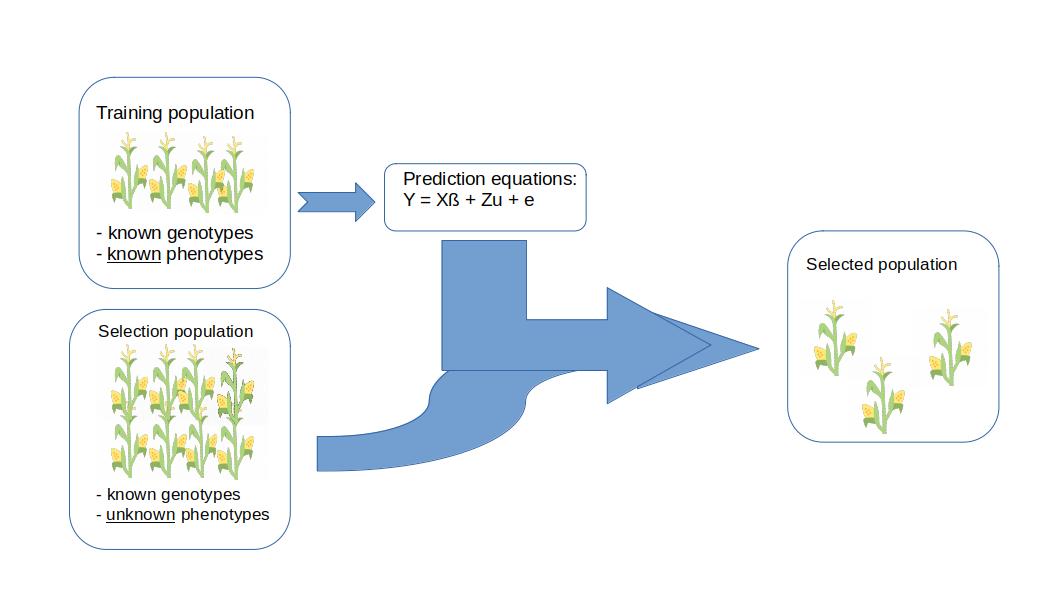 Training population
- known genotypes
- known phenotypes
Prediction equations:
Y = Xß + Zu + e
Selection population
- known genotypes
- unknown phenotypes
Selected population